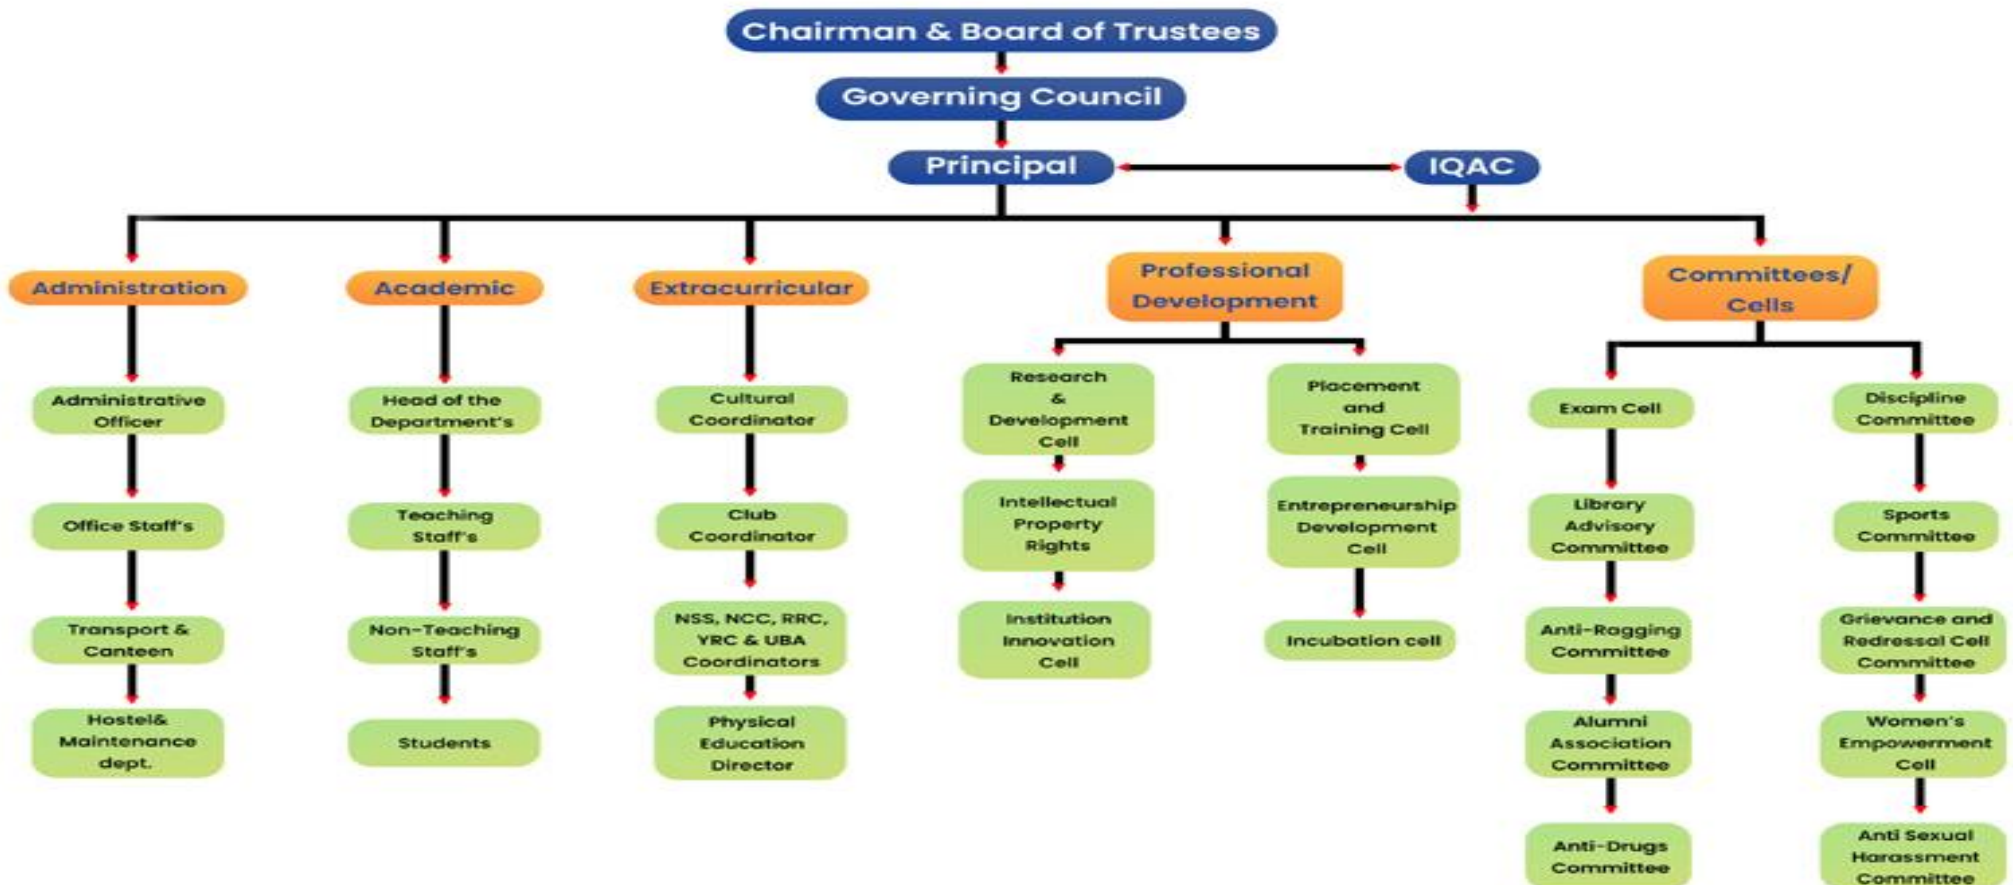 Chairman & Board of Trustees
Governing Council
Principal
IQAC
Administration
Academic
Extracurricular
Professional
Development
Committees/
Cells
Administrative
Officer
Office Staff's
Transport &
Canteen
Hostel&
Maintenance
dept.
Head of the
Department's
Teaching
Staff's
Non-Teaching
Staff's
Students
Cultural
Coordinator
Club
Coordinator
NSS, NCC, RRC,
YRC & UBA
Coordinators
Physical
Education
Director
Research
&
Development
Cell
Intellectual
Property
Rights
Institution
Innovation
Cell
Placement
and
Training Cell
Entrepreneurship
Development
Cell
Incubation cell
Exam Cell
Library
Advisory
Committee
Anti-Ragging
Committee
Alumni
Association
Committee
Anti-Drugs
Committee
Discipline
Committee
Sports
Committee
Grievance and
Redressal Cell
Committee
Women's
Empowerment
Cell
Anti Sexual
Harassment
Committee